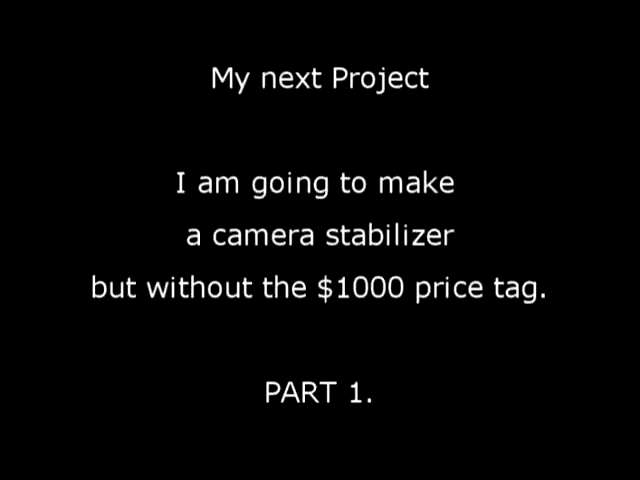 My next Project
I am going to make
a camera stabilizer
but without the $1000 price tag.
PART 1.